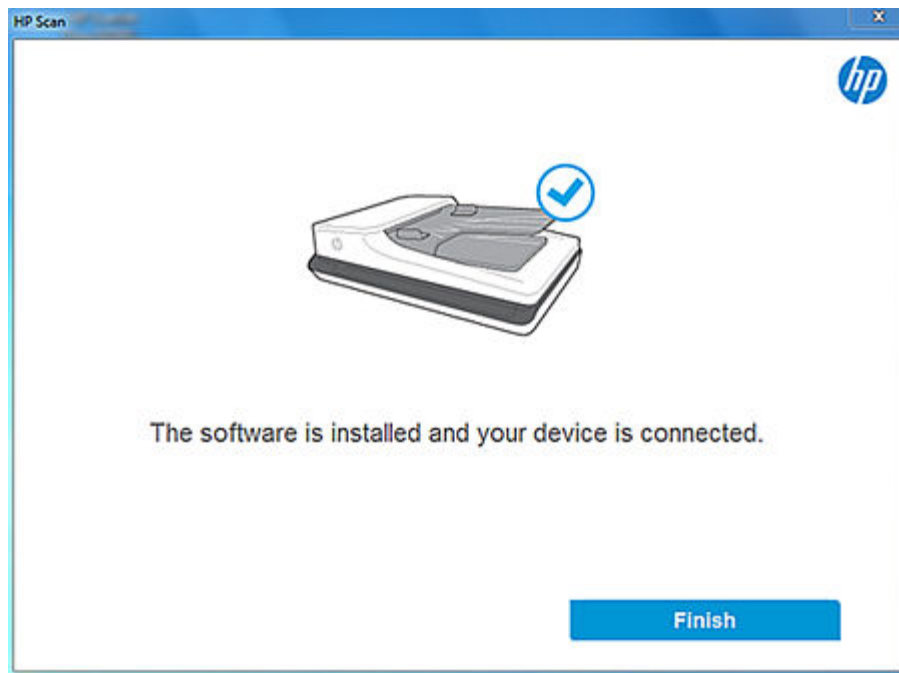 HP Scan
hp
The software is installed and your device is connected.
Finish